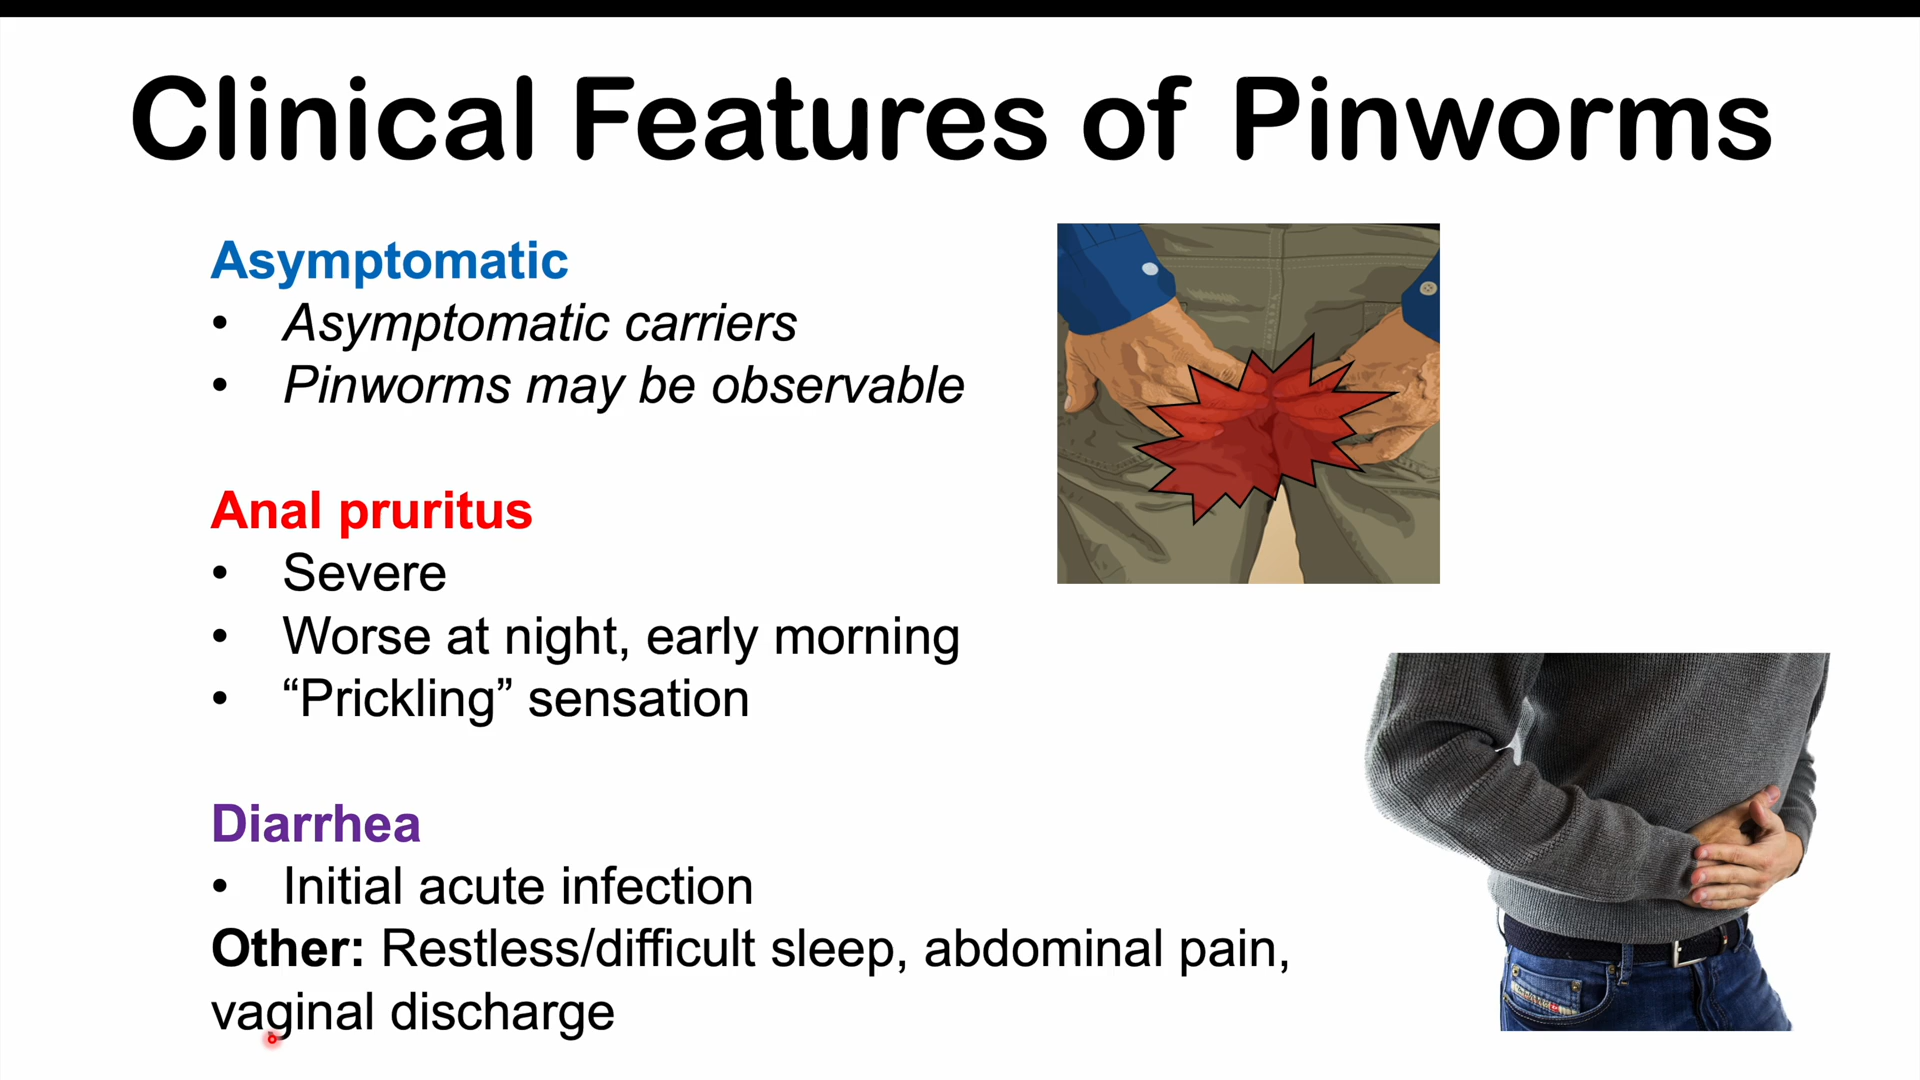 Clinical Features of Pinworms
Asymptomatic
• Asymptomatic carriers
• Pinworms may be observable
Anal pruritus
• Severe
• Worse at night, early morning
• “Prickling” sensation
Diarrhea
• Initial acute infection
Other: Restless/difficult sleep, abdominal pain,
vaginal discharge